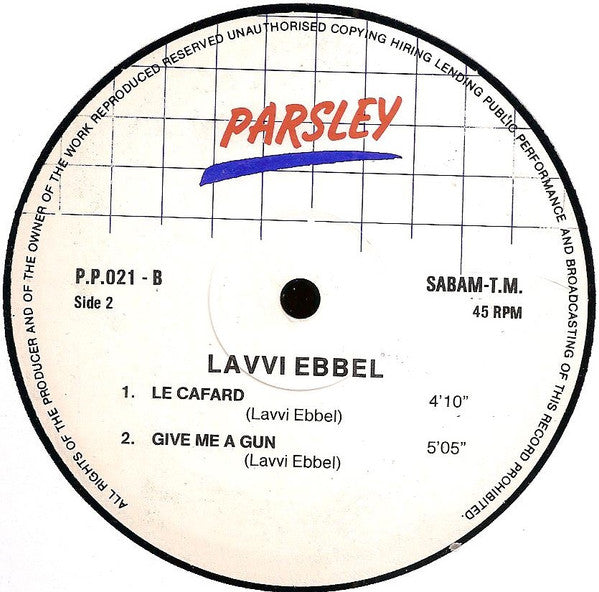 ALL RIGHTS OF THE PRODUCER AND OF THE OWNER OF THE WORK REPRODUCED RESERVED UNAUTHORISED COPYING HIRING LENDING PUBLIC PERFORMANCE AND BROADCASTING OF THIS RECORD PROHIBITED.
PARSLEY
P.P.021 - B
SABAM-T.M.
Side 2
45 RPM
LAVVI EBBEL
1. LE CAFARD 4'10"
(Lavvi Ebbel)
2. GIVE ME A GUN 5'05"
(Lavvi Ebbel)